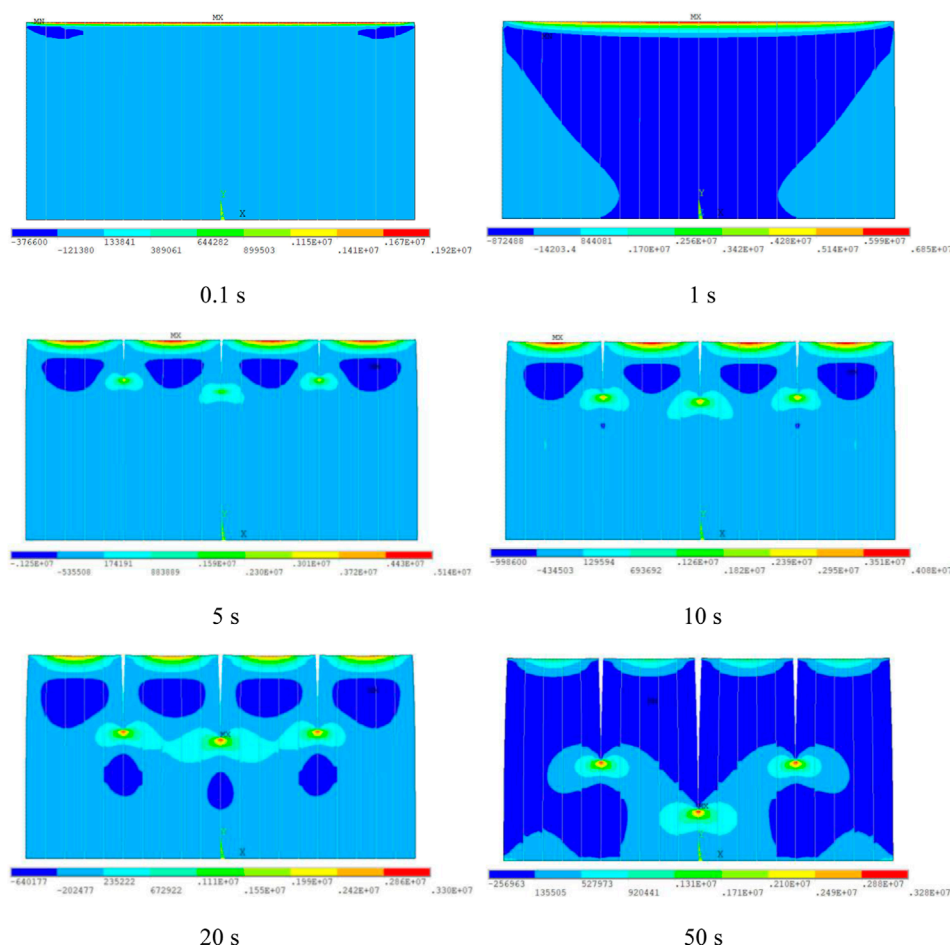 MX
MX
MN
Y
X
Y
-376600 133841 644282 .115E+07 .167E+07
-121380 389061 899503 .141E+07 .192E+07
-872488 844081 .256E+07 .428E+07 .599E+07
-14203.4 .170E+07 .342E+07 .514E+07 .685E+07
0.1 s
1 s
MX
MX
Y
X
X
-.125E+07 174191 .159E+07 .301E+07 .443E+07
-535508 883889 .230E+07 .372E+07 .514E+07
-998600 129594 .126E+07 .239E+07 .351E+07
-434503 693692 .182E+07 .295E+07 .408E+07
5 s
10 s
MX
MX
Y
X
X
-640177 235222 .111E+07 .199E+07 .286E+07
-202477 672922 .155E+07 .242E+07 .330E+07
-256963 527973 .131E+07 .210E+07 .288E+07
135505 920441 .171E+07 .249E+07 .328E+07
20 s
50 s